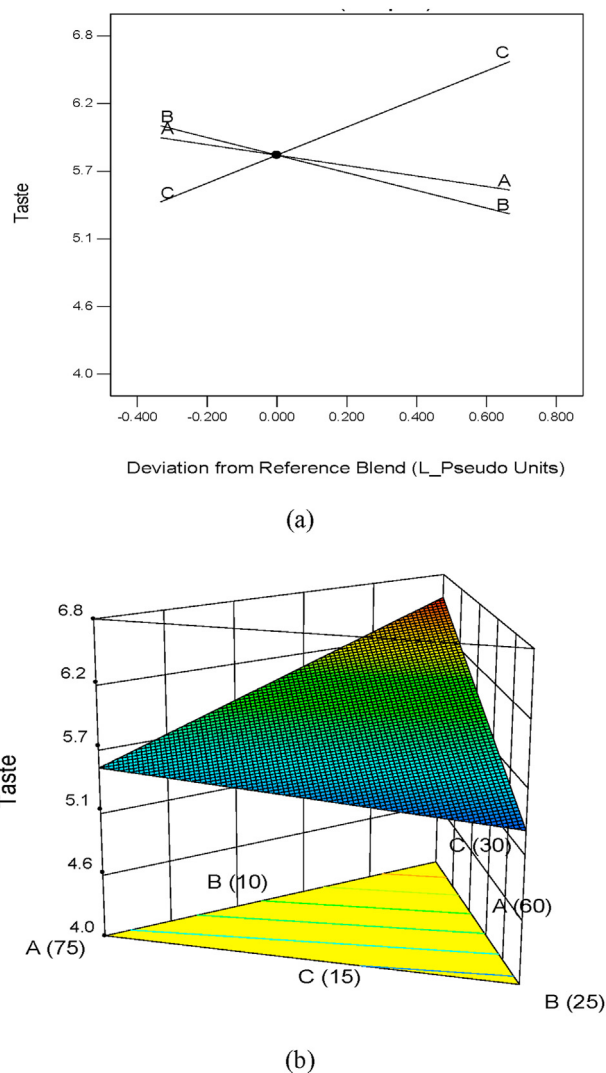 6.8
C
6.2
B
A
5.7
A
C
B
Taste
5.1
4.6
4.0
-0.400 -0.200 0.000 0.200 0.400 0.600 0.800
Deviation from Reference Blend (L_Pseudo Units)
(a)
6.8
6.2
5.7
Taste
5.1
C (30)
4.6
B (10)
A (60)
4.0
A (75)
C (15)
B (25)
(b)